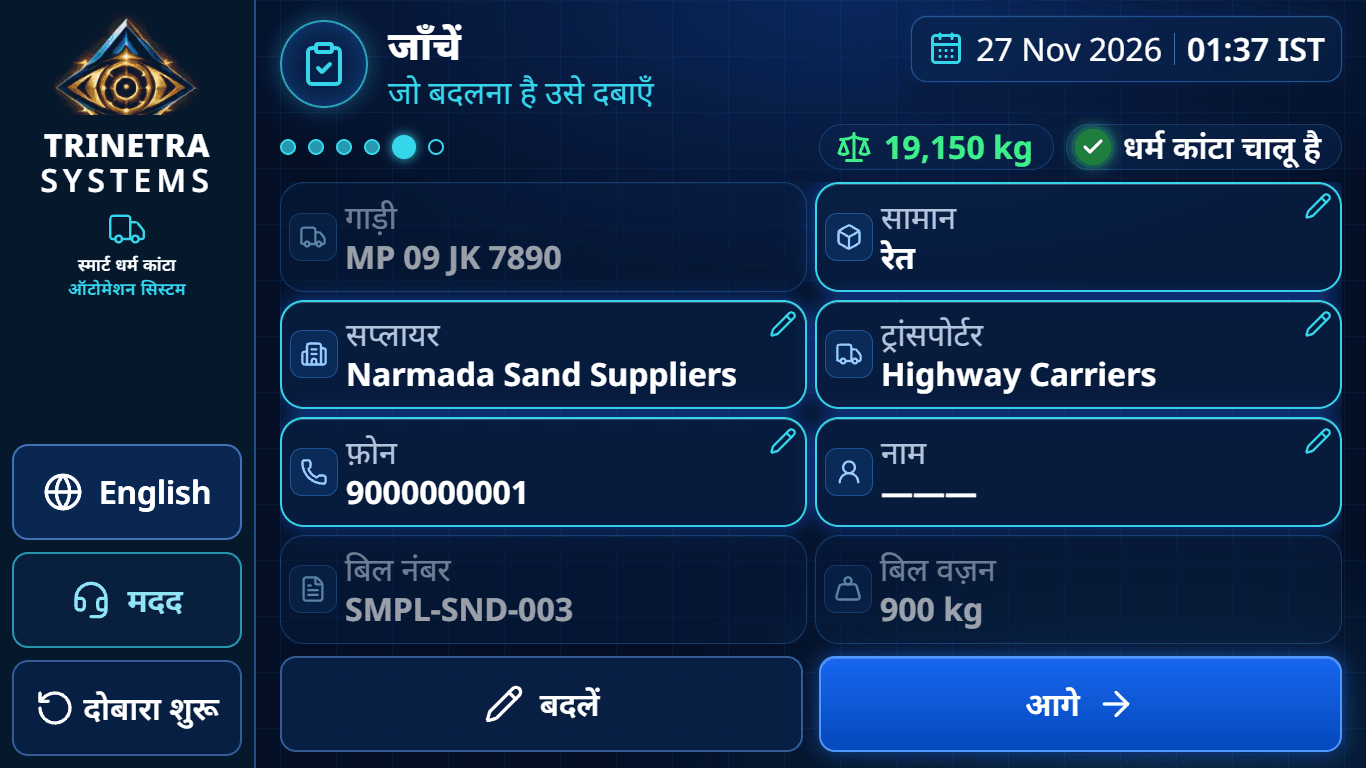 TRINETRA
SYSTEMS
स्मार्ट धर्म कांटा
ऑटोमेशन सिस्टम
English
मदद
दोबारा शुरू
जाँचें
जो बदलना है उसे दबाएँ
27 Nov 2026 01:37 IST
19,150 kg
धर्म कांटा चालू है
गाड़ी
MP 09 JK 7890
सामान
रेत
सप्लायर
Narmada Sand Suppliers
ट्रांसपोर्टर
Highway Carriers
फ़ोन
9000000001
नाम
———
बिल नंबर
SMPL-SND-003
बिल वज़न
900 kg
बदलें
आगे